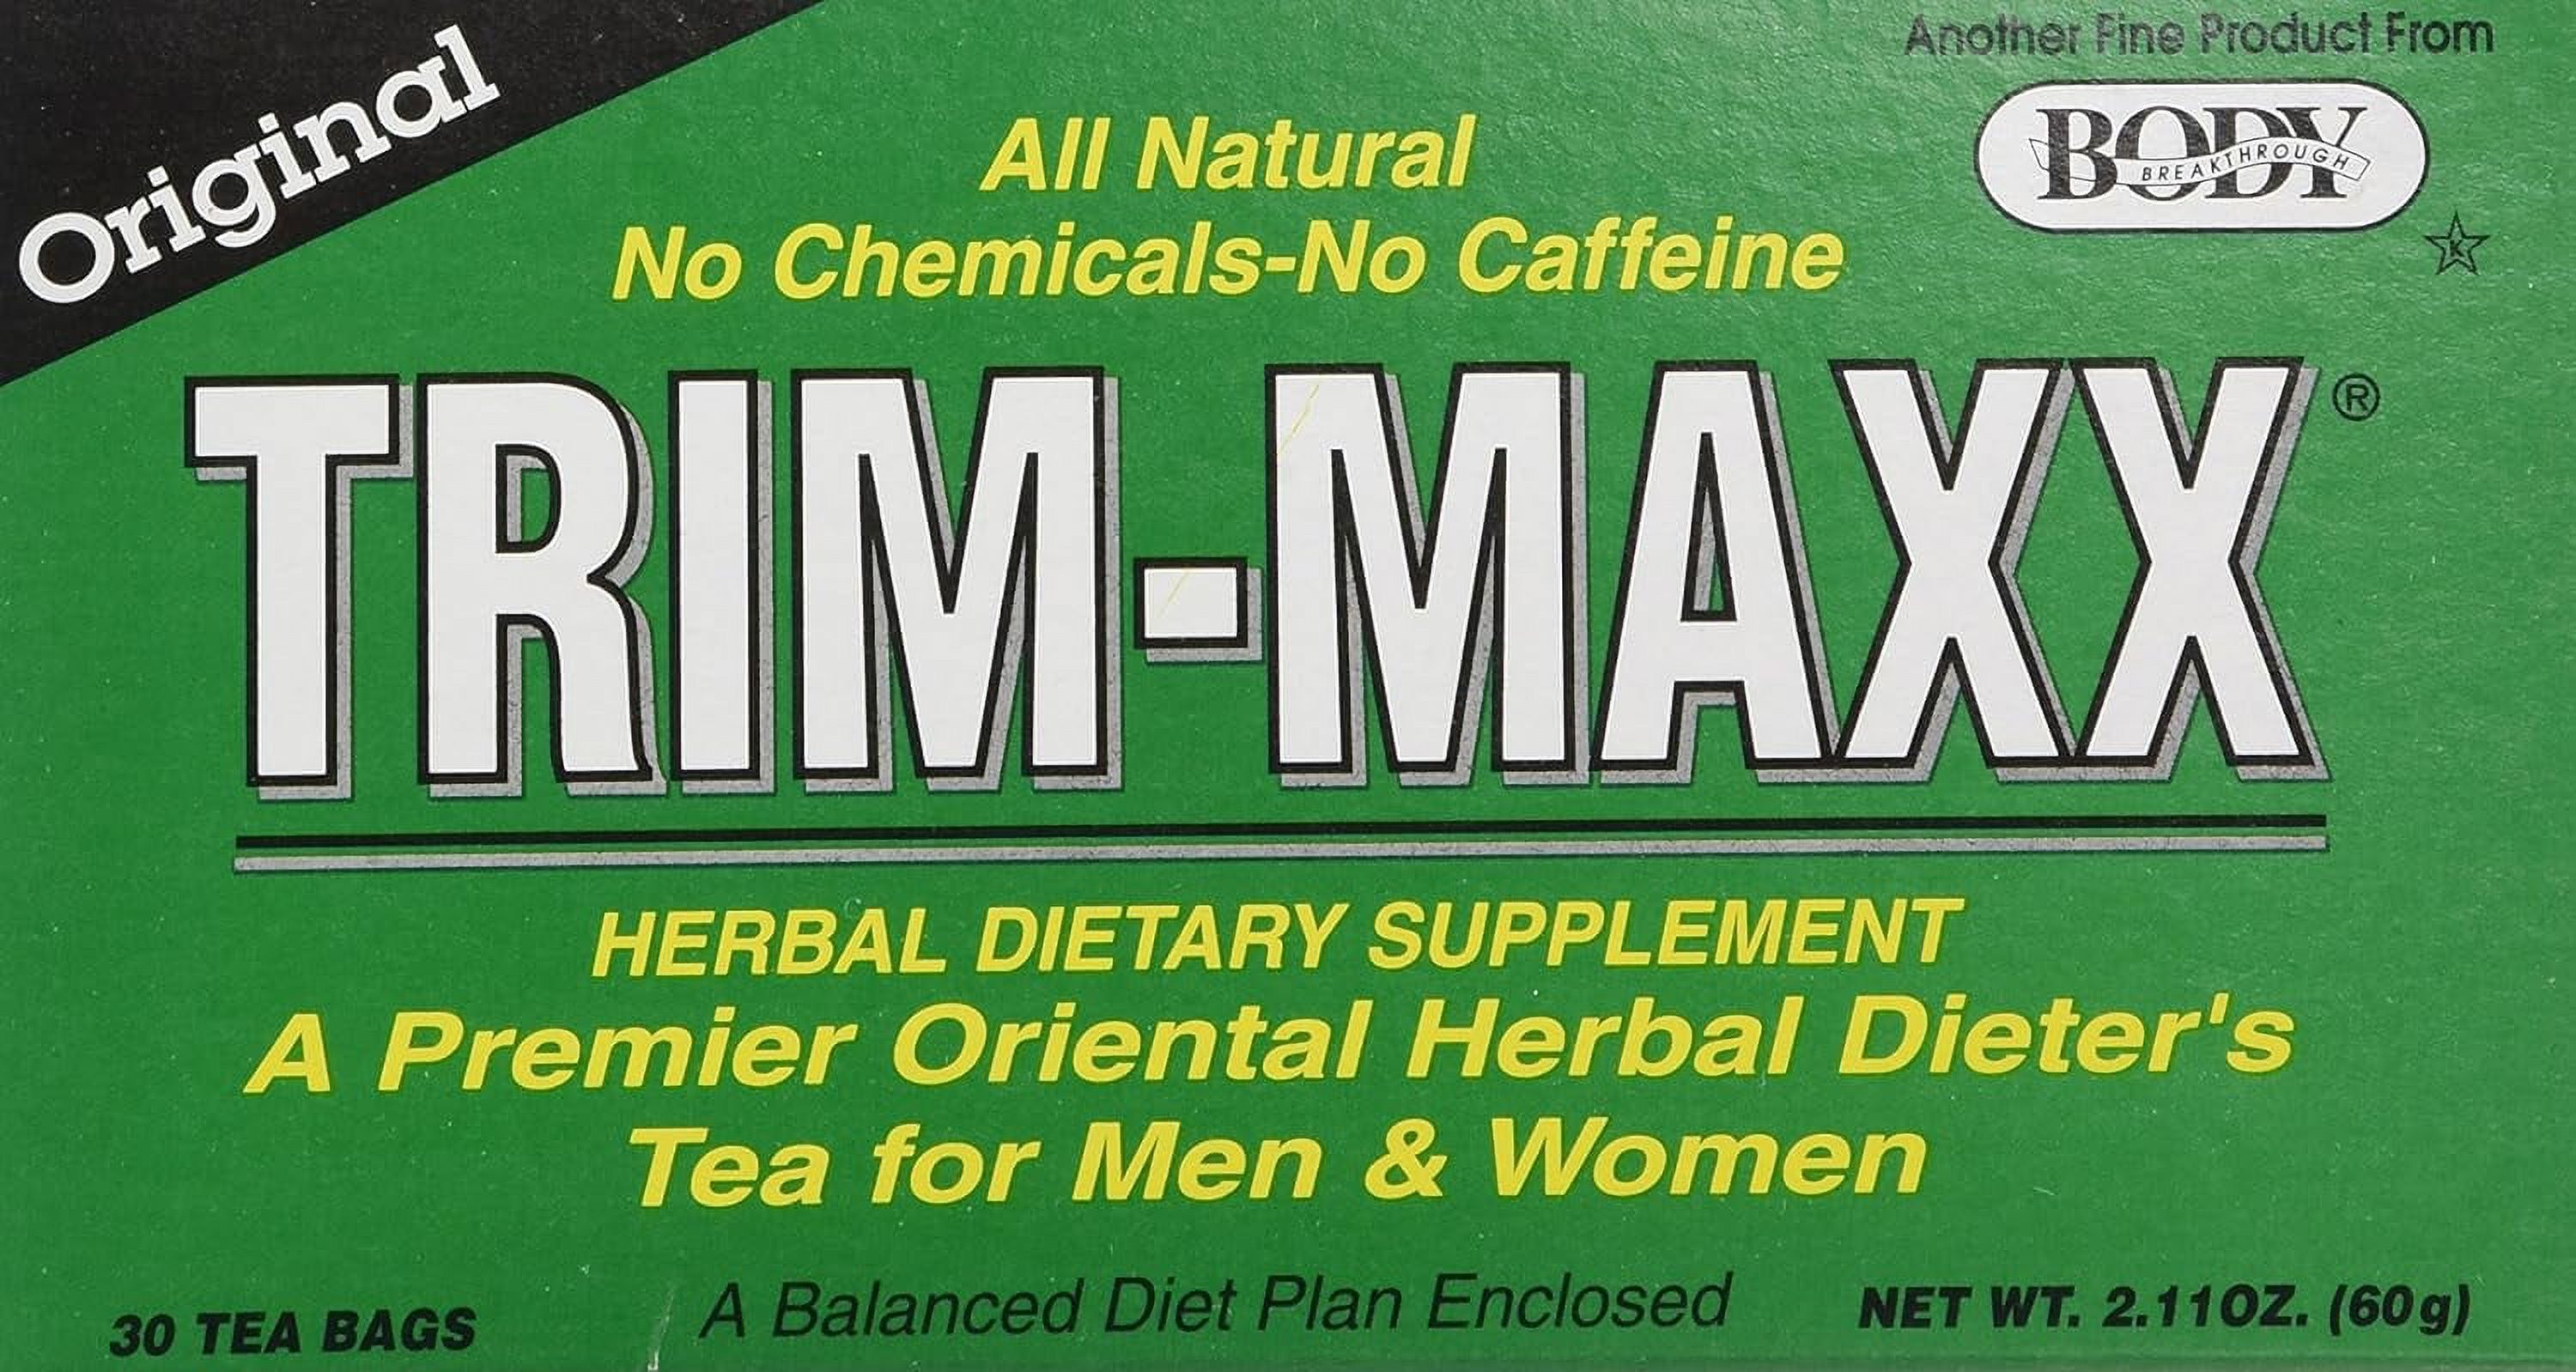 Original
Another Fine Product From
BODY
BREAKTHROUGH
K
All Natural
No Chemicals-No Caffeine
TRIM-MAXX®
HERBAL DIETARY SUPPLEMENT
A Premier Oriental Herbal Dieter's
Tea for Men & Women
30 TEA BAGS
A Balanced Diet Plan Enclosed
NET WT. 2.11OZ. (60g)